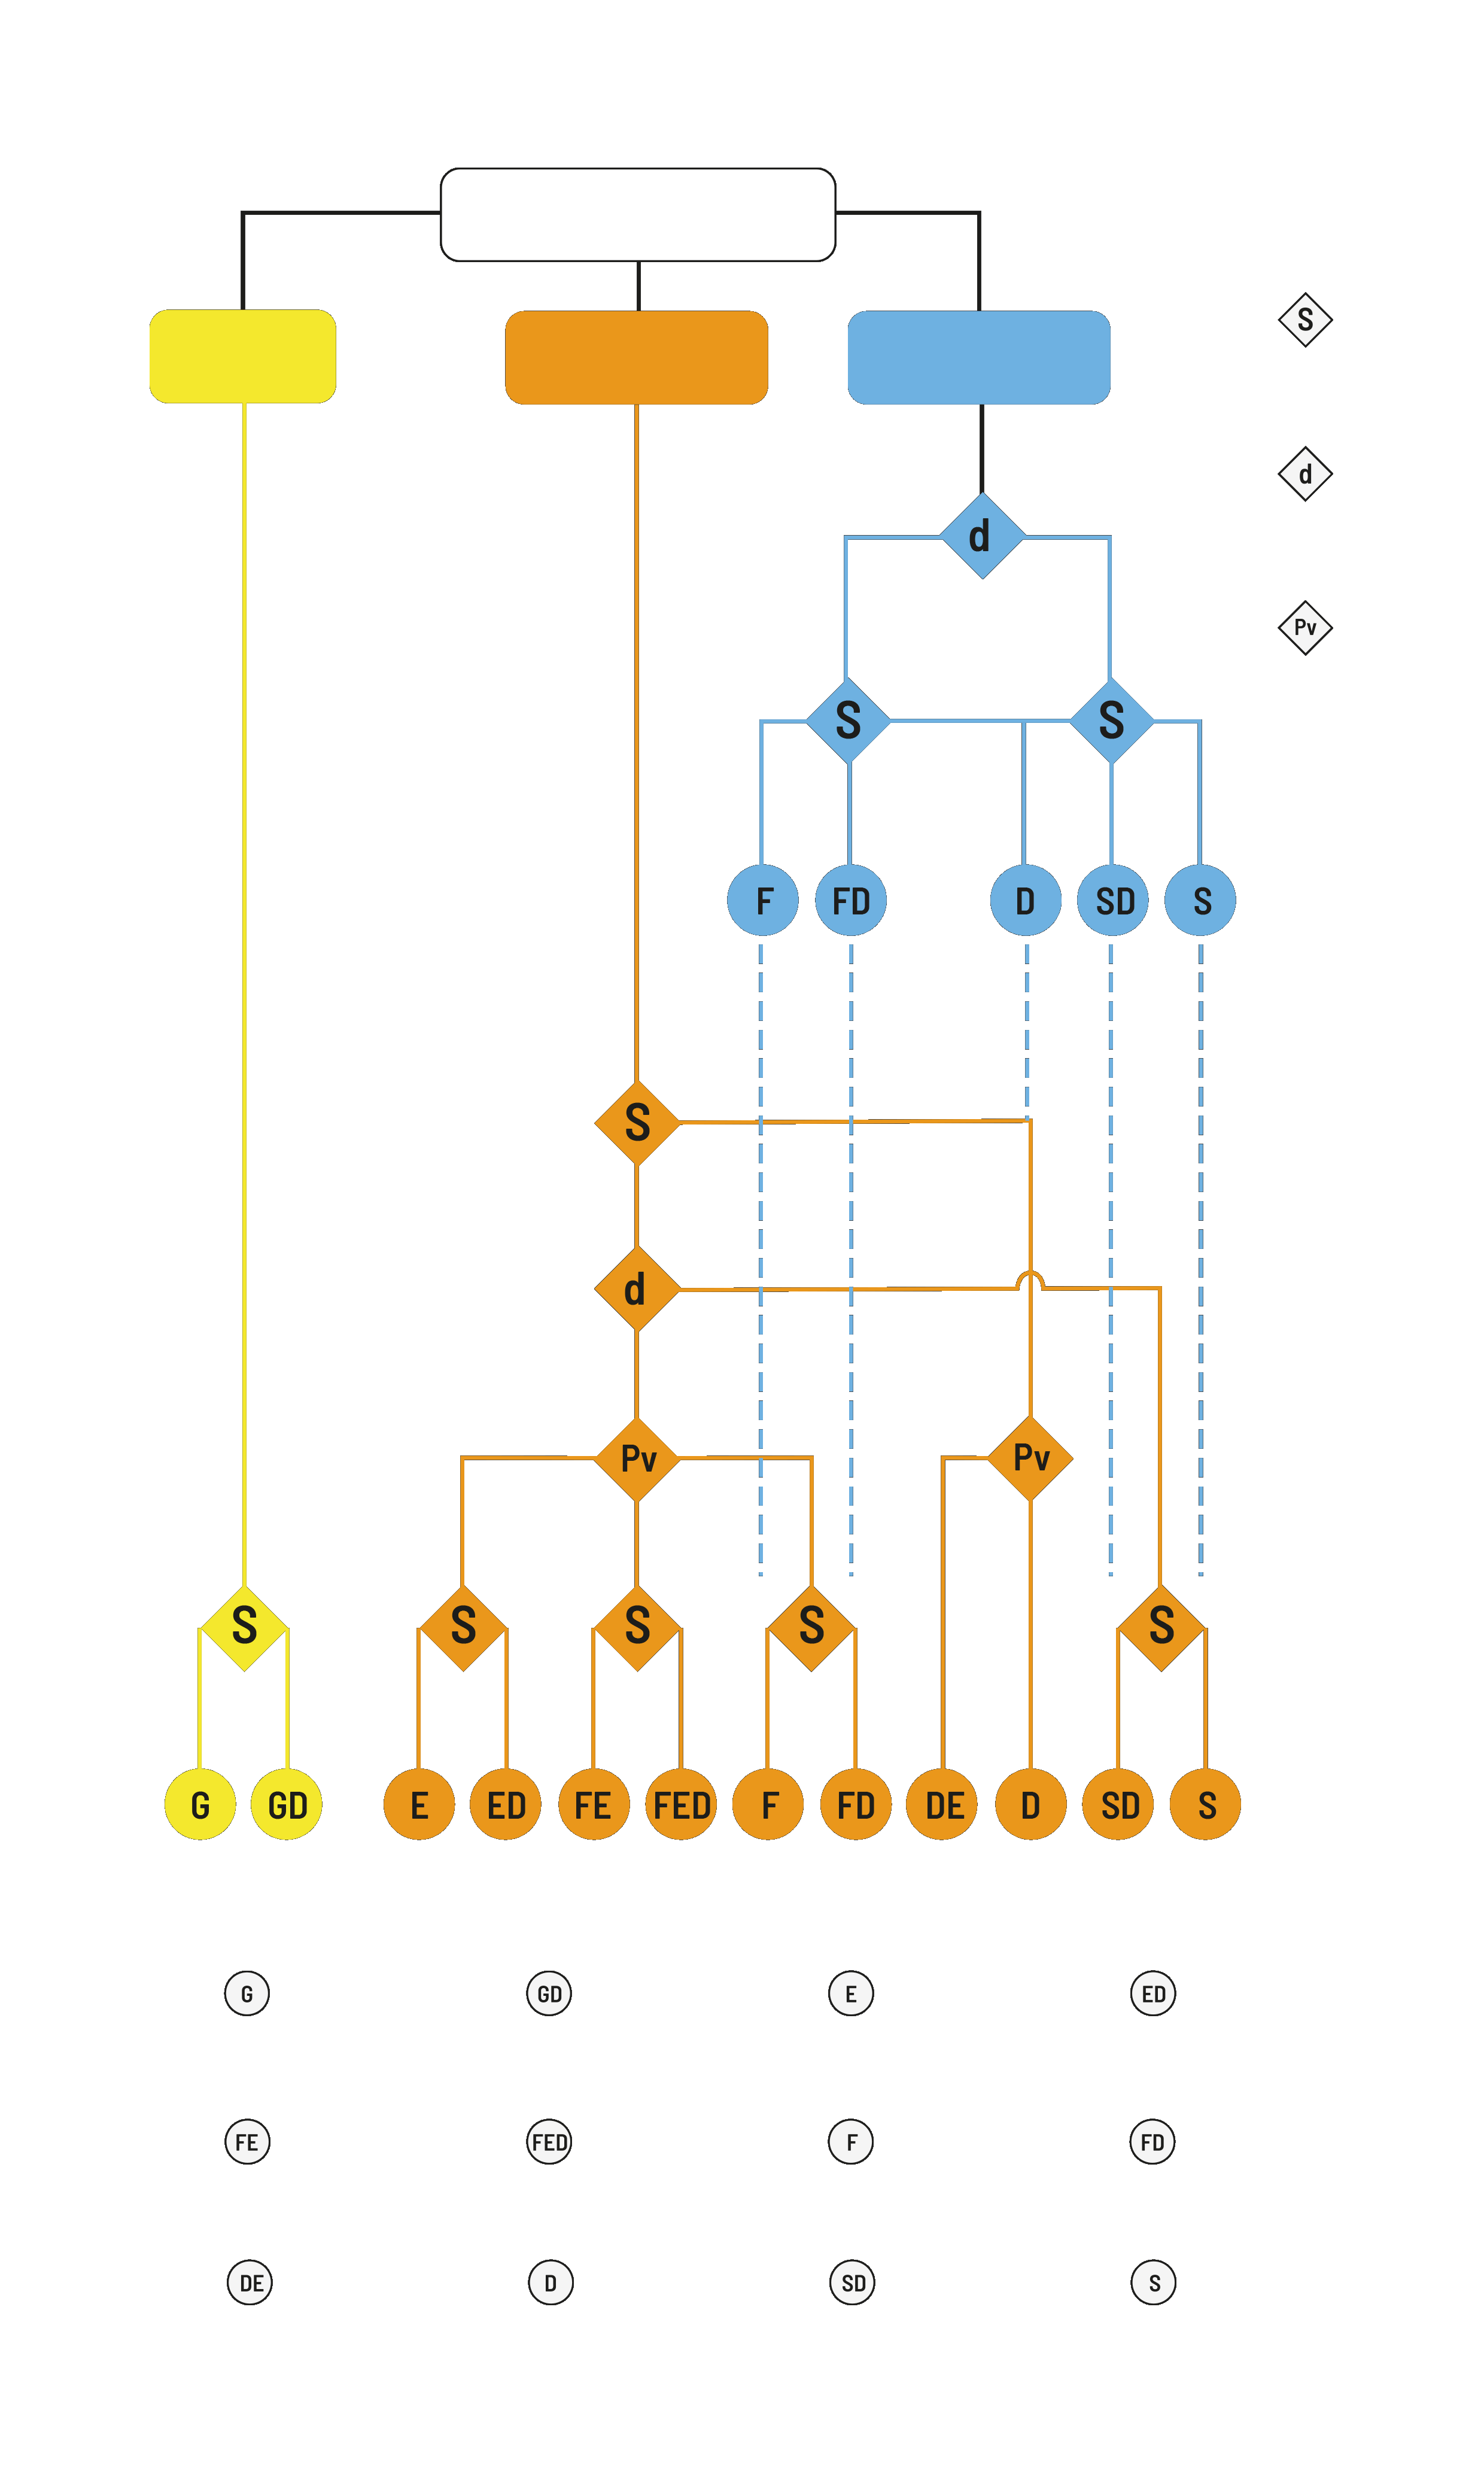 S
d
d
Pv
S S
F FD D SD S
S
d
Pv Pv
S S S S S
G GD E ED FE FED F FD DE D SD S
G GD E ED
FE FED F FD
DE D SD S